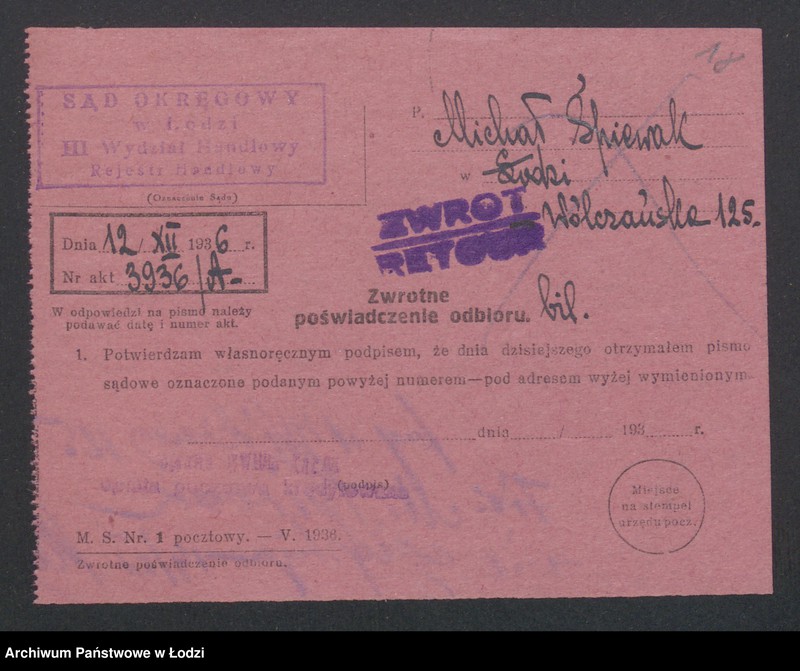 18
SĄD OKRĘGOWY
w Łodzi
III Wydział Handlowy
Rejestr Handlowy
(Oznaczenie Sądu)
P. Michał Śpiewak
w Łodzi
Wólczańska 125.
ZWROT
RETOUR
Dnia 12/XII 1936 r.
Nr akt 3936/A-
W odpowiedzi na pismo należy
podawać datę i numer akt.
Zwrotne
poświadczenie odbioru. bil.
1. Potwierdzam własnoręcznym podpisem, że dnia dzisiejszego otrzymałem pismo
sądowe oznaczone podanym powyżej numerem—pod adresem wyżej wymienionym.
dnia / 193 r.
(podpis)
Miejsce
na stempel
urzędu pocz.
M. S. Nr. 1 pocztowy. — V. 1936.
Zwrotne poświadczenie odbioru.
Archiwum Państwowe w Łodzi